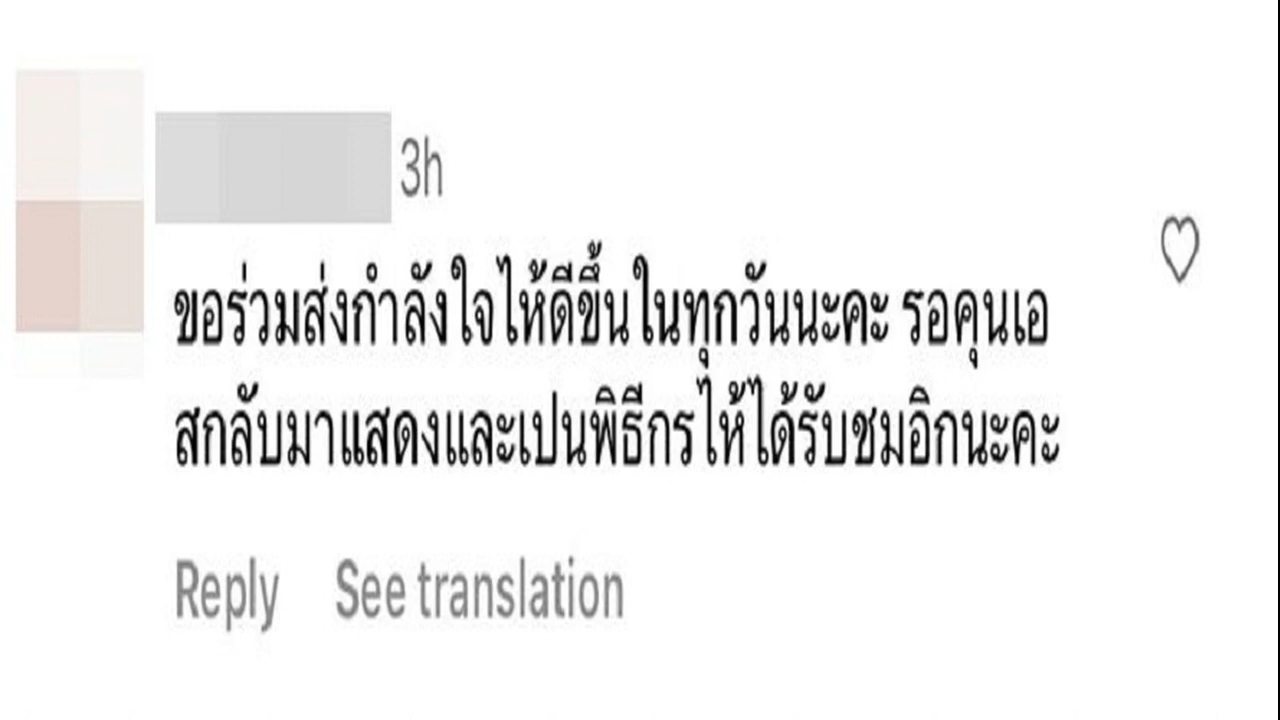 3h
ขอร่วมส่งกำลังใจไห้ดีขึ้นในทุกวันนะคะ รอคุนเอ
สกลับมาแสดงและเปนพิธีกรไห้ได้รับชมอิกนะคะ
Reply See translation